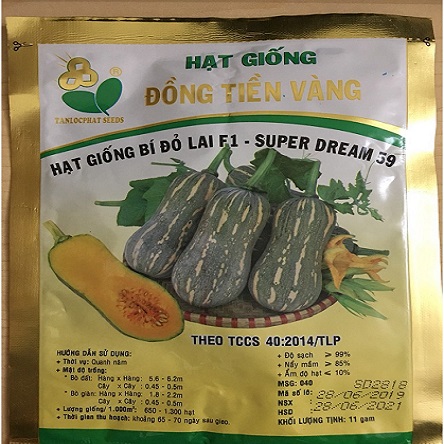 HẠT GIỐNG
ĐỒNG TIỀN VÀNG
®
TANLOCPHAT SEEDS
HẠT GIỐNG BÍ ĐỎ LAI F1 - SUPER DREAM 59
THEO TCCS 40:2014/TLP
HƯỚNG DẪN SỬ DỤNG:
+ Thời vụ: Quanh năm
+ Mật độ trồng:
* Bò đất: Hàng x Hàng: 5.6 - 6.2m
Cây x Cây : 0.45 - 0.5m
* Bò giàn: Hàng x Hàng: 1.8 - 2.2m
Cây x Cây : 0.45 - 0.5m
+ Lượng giống/ 1.000m²: 650 - 1.300 hạt
+ Thời gian thu hoạch: khoảng 65 - 70 ngày sau gieo.
+ Độ sạch ≥ 99%
+ Nẩy mầm ≥ 85%
+ Ẩm độ hạt ≤ 10%
MSG: 040
Mã số lô SD2818
NSX 28/06/2019
HSD 28/06/2021
KHỐI LƯỢNG TỊNH: 11 gam